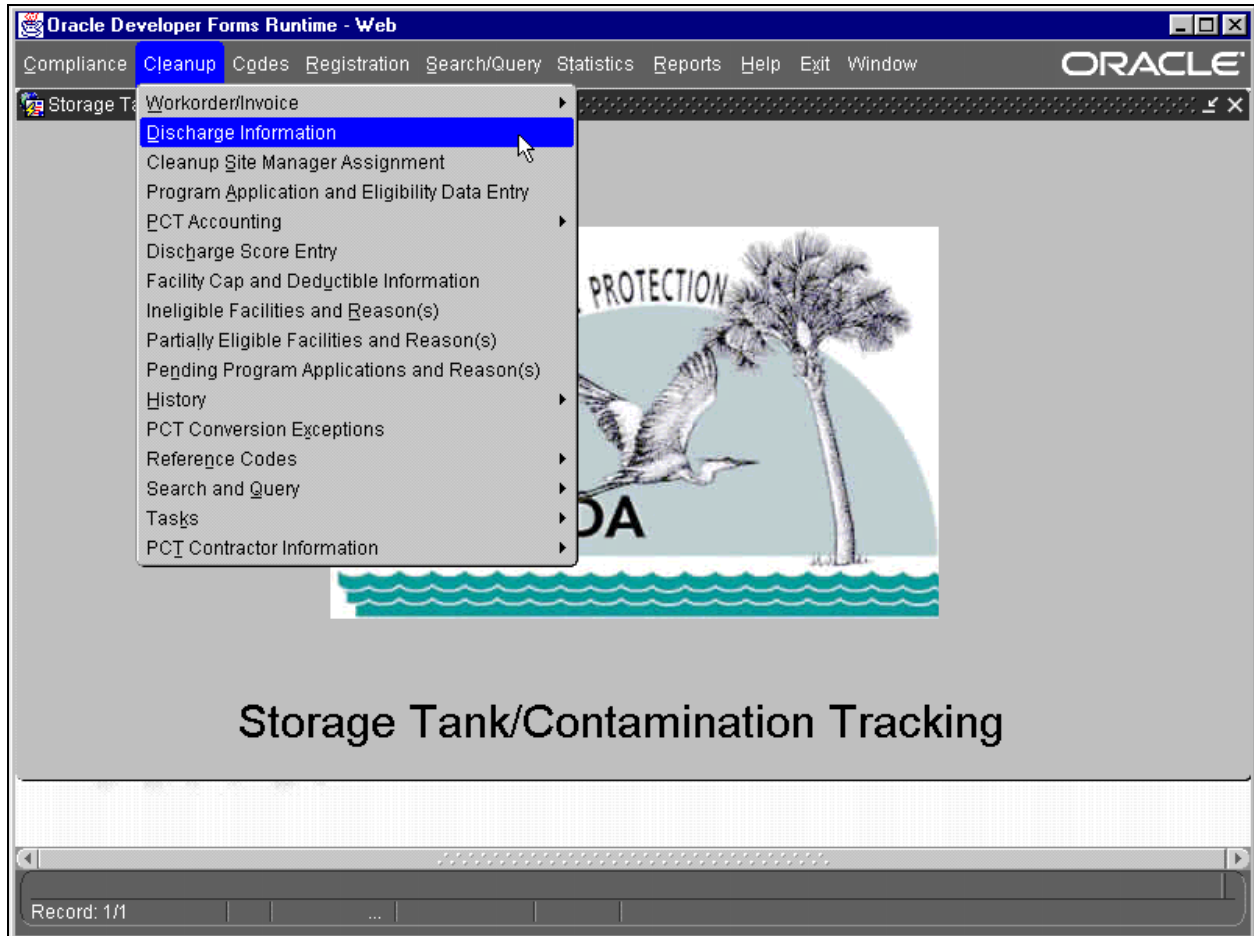 Oracle Developer Forms Runtime - Web
Compliance Cleanup Codes Registration Search/Query Statistics Reports Help Exit Window ORACLE
Storage Ta
Workorder/Invoice
Discharge Information
Cleanup Site Manager Assignment
Program Application and Eligibility Data Entry
PCT Accounting
Discharge Score Entry
Facility Cap and Deductible Information
Ineligible Facilities and Reason(s)
Partially Eligible Facilities and Reason(s)
Pending Program Applications and Reason(s)
History
PCT Conversion Exceptions
Reference Codes
Search and Query
Tasks
PCT Contractor Information
PROTECTION
DA
Storage Tank/Contamination Tracking
Record: 1/1 ...